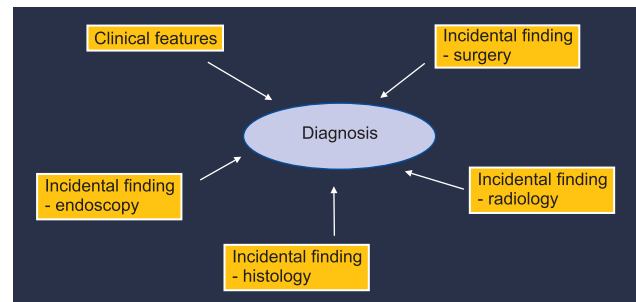 Clinical features
Incidental finding
- surgery
Diagnosis
Incidental finding
- endoscopy
Incidental finding
- radiology
Incidental finding
- histology